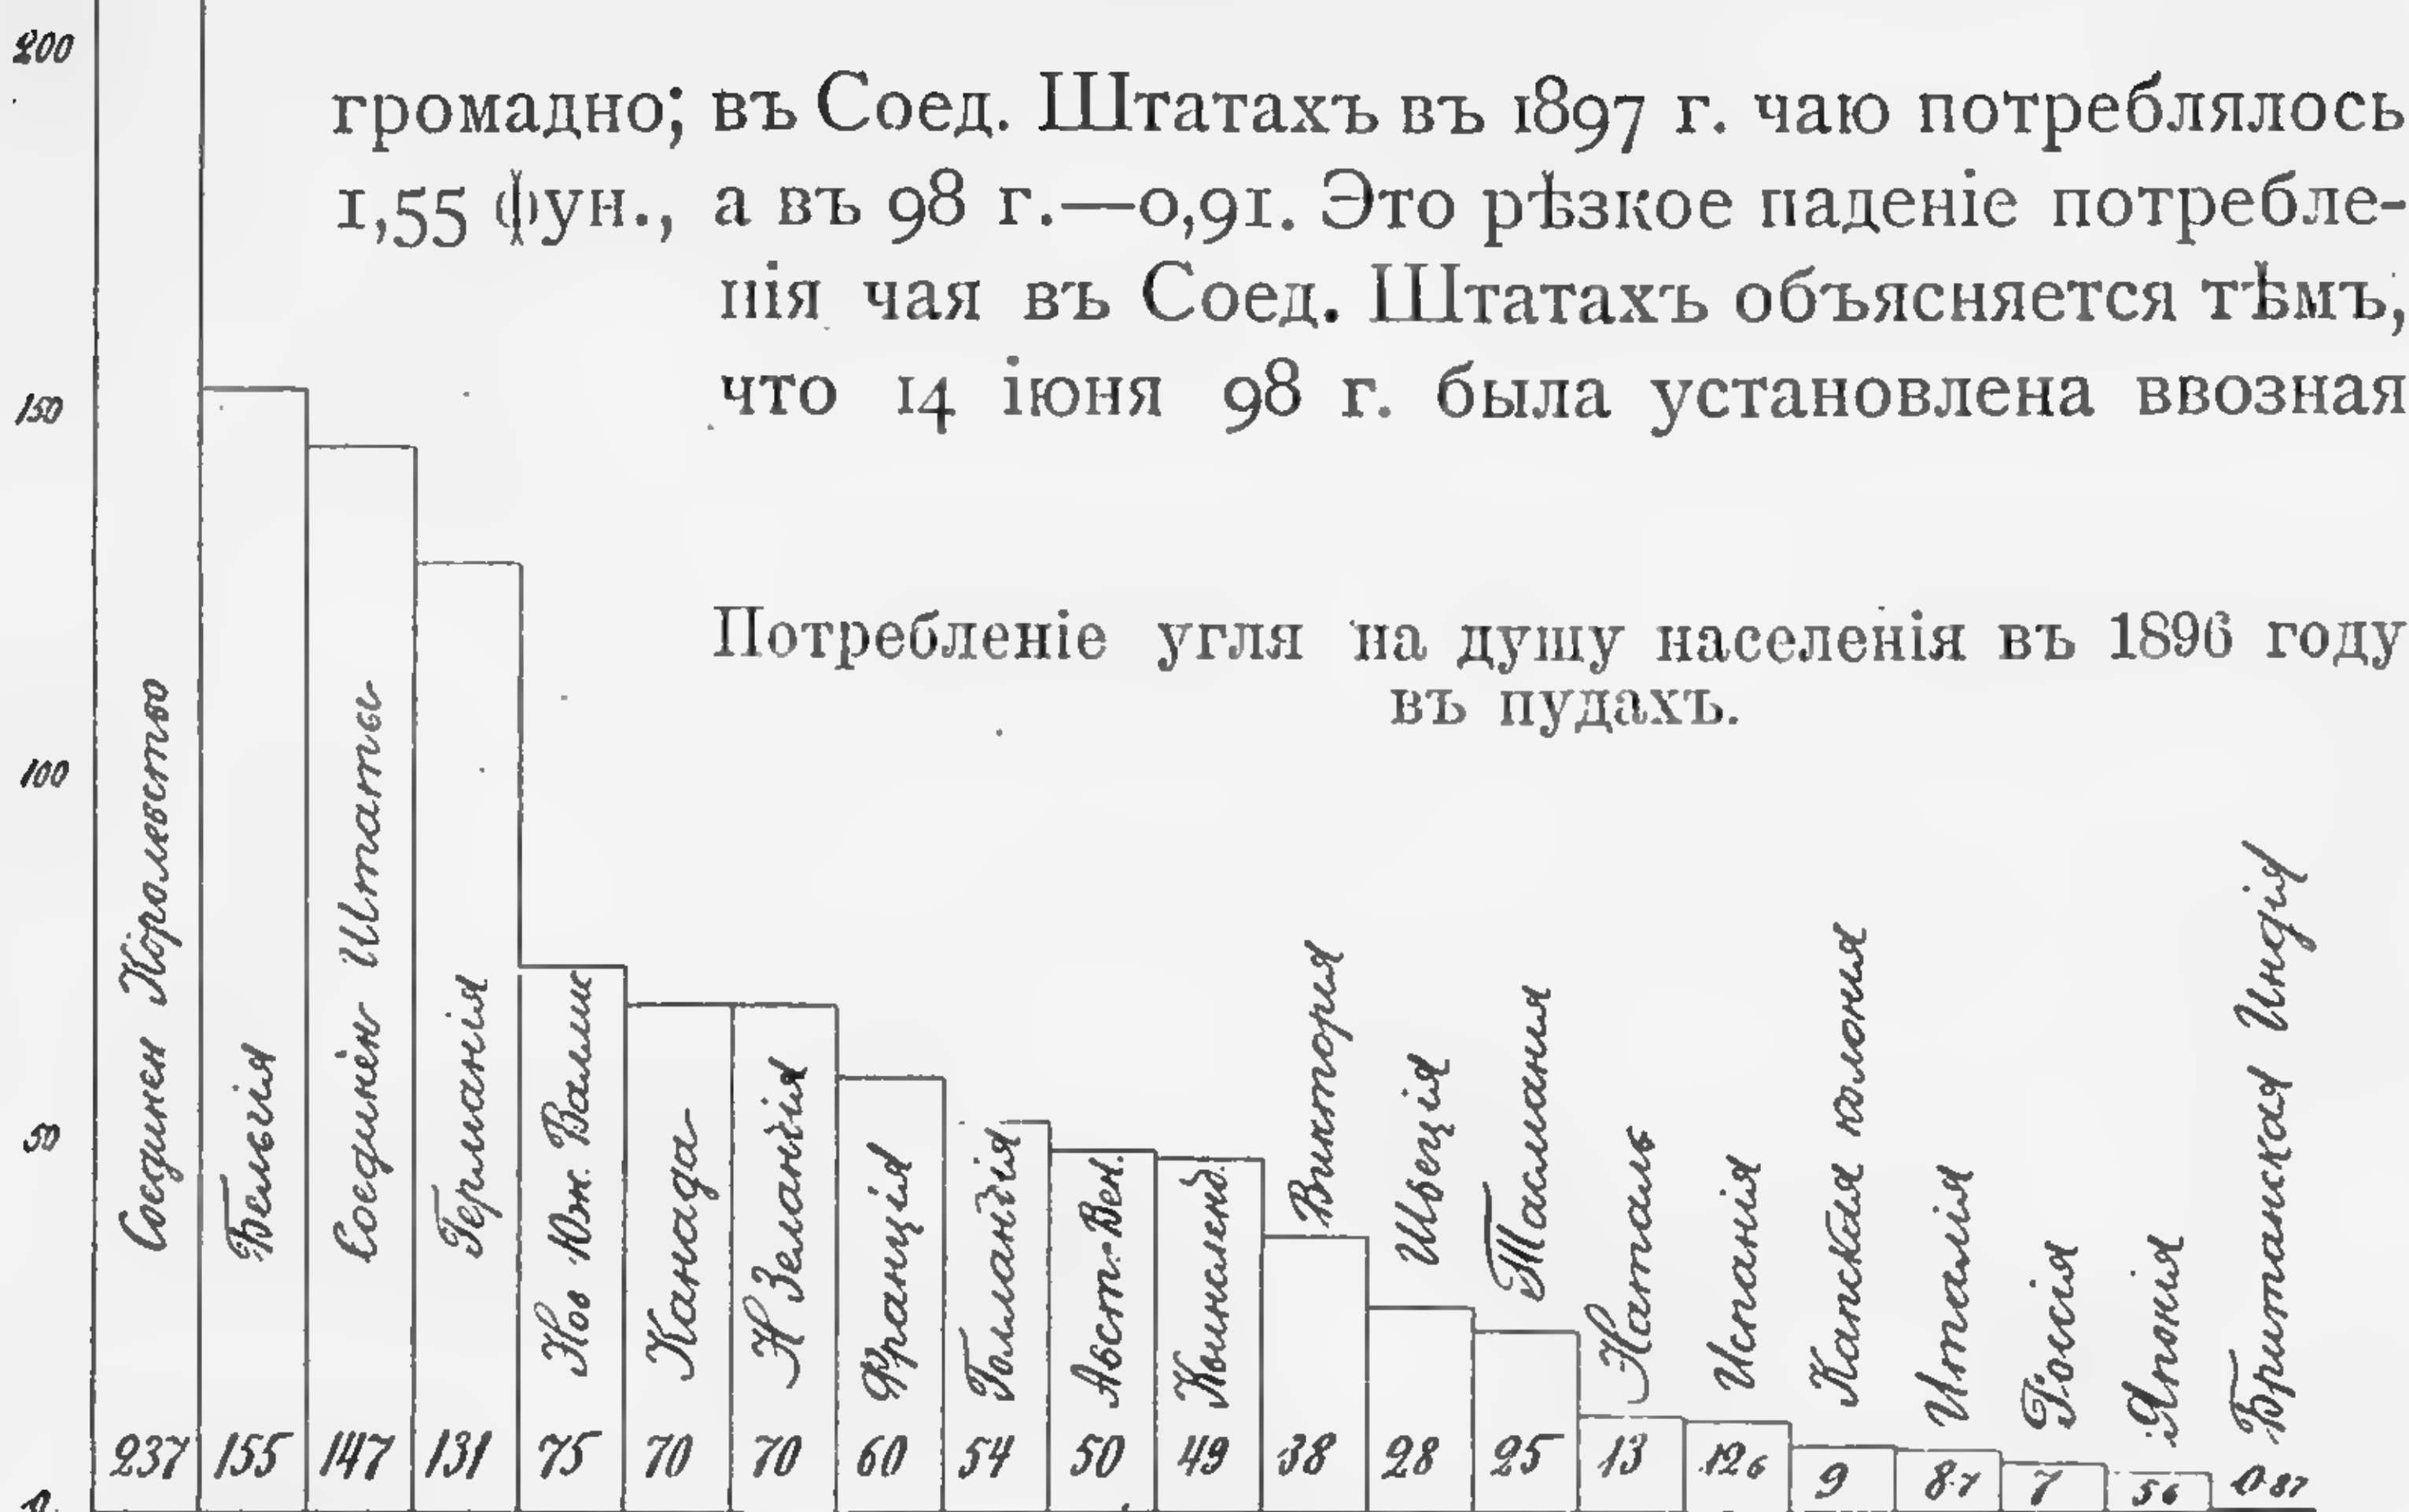 200
громадно; въ Соед. Штатахъ въ 1897 г. чаю потреблялось
1,55 фун., а въ 98 г.—0,91. Это рѣзкое паденіе потребле-
нія чая въ Соед. Штатахъ объясняется тѣмъ,
что 14 іюня 98 г. была установлена ввозная
150
Потребленіе угля на душу населенія въ 1896 году
въ пудахъ.
100
50
0
Соединен Королевство
Бельгія
Соединен Штаты
Германія
Нов Юж. Валлис
Канада
Н Зеландія
Франція
Голландія
Авст.-Вен.
Квинсленд.
Виктория
Швеція
Тасмания
Наталь
Испанія
Капская колония
Италія
Росія
Япония
Британская Индія
237 155 147 131 75 70 70 60 54 50 49 38 28 25 13 12 6 9 8.7 7 5 6 0.87